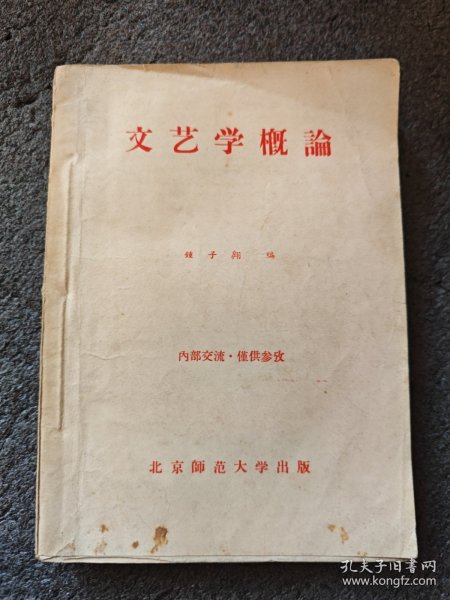 文艺学概論
鍾子翱 编
內部交流·僅供参攷
北京師范大学出版
孔夫子旧书网
www.kongfz.com